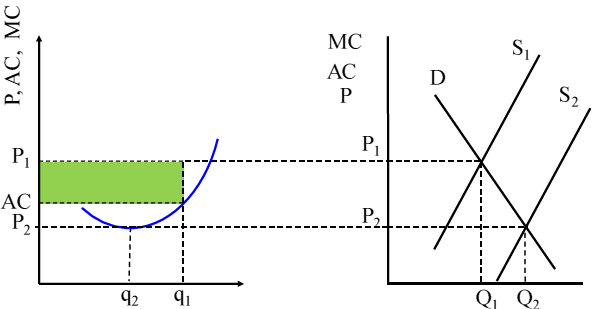 P, AC, MC
P₁
AC
P₂
q₂
q₁
MC
AC
P
D
S₁
S₂
P₁
P₂
Q₁
Q₂